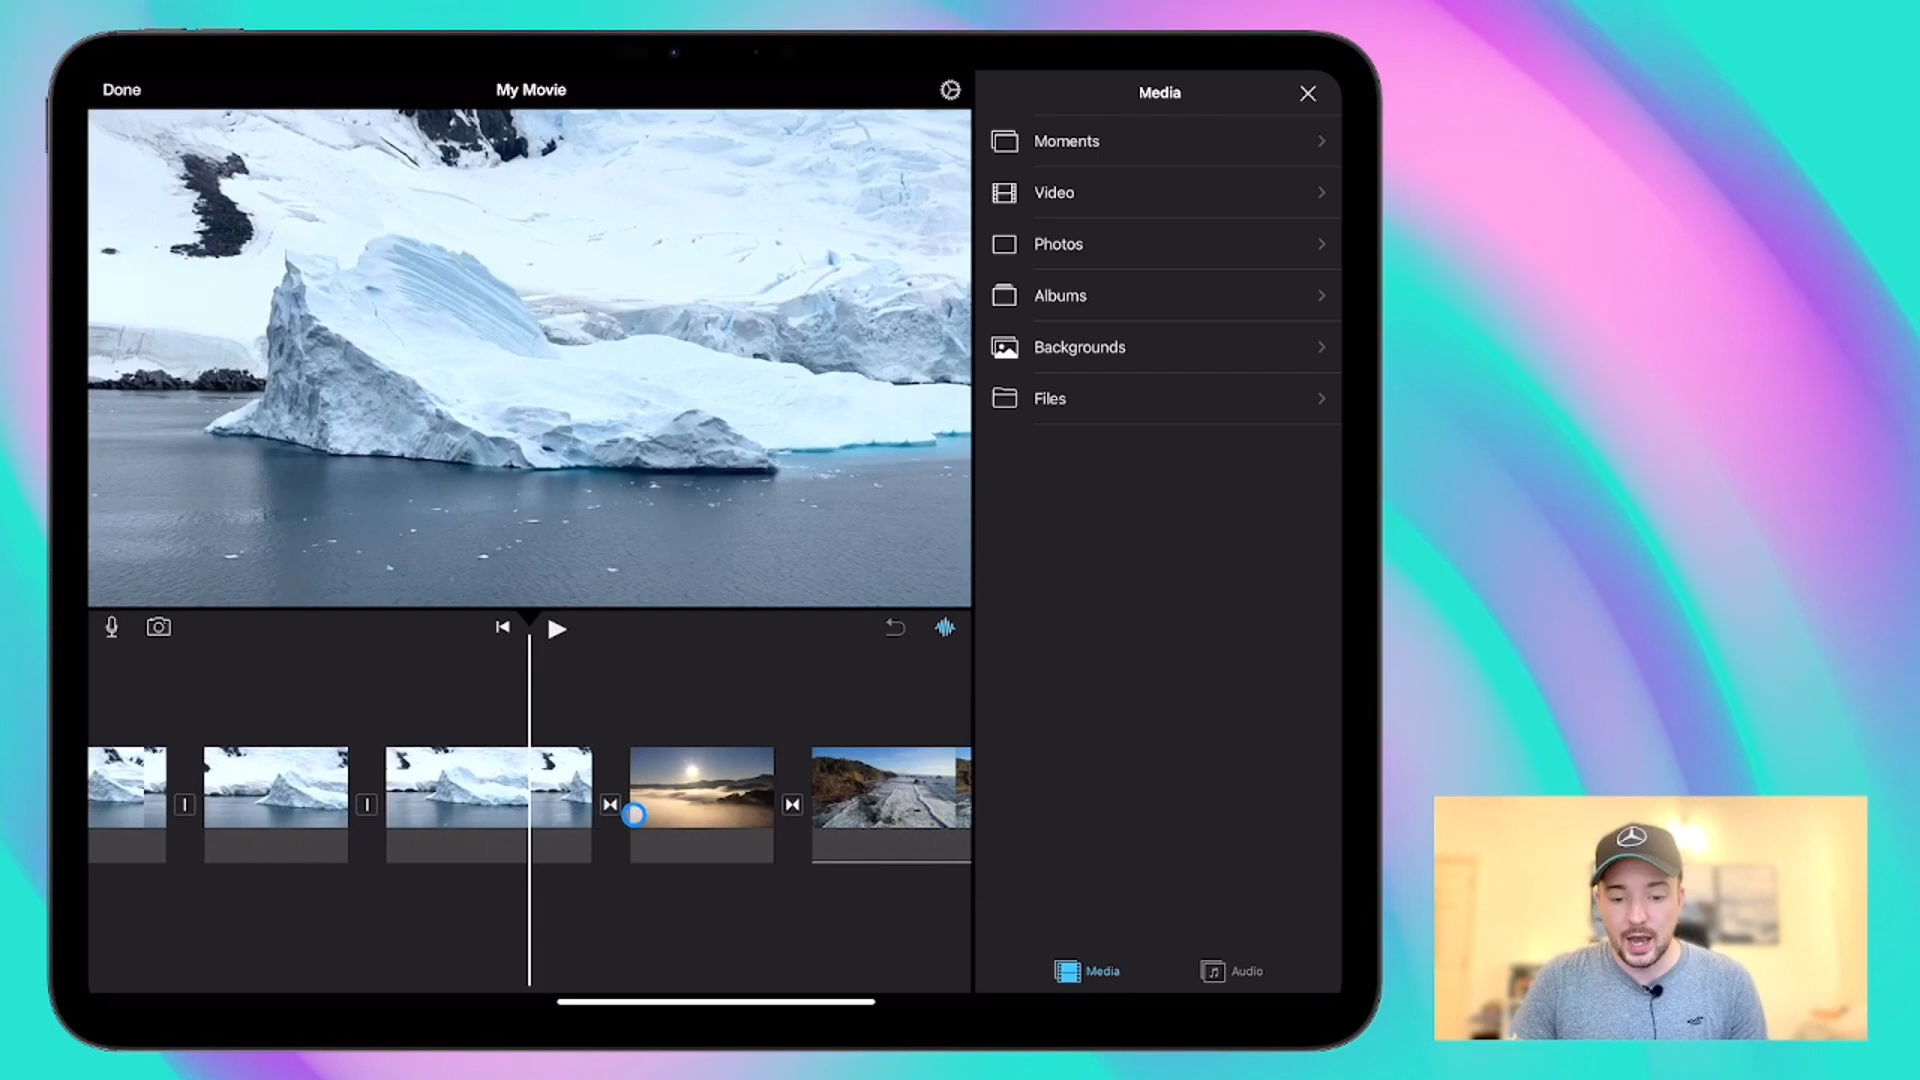 Done
My Movie
Media
Moments
Video
Photos
Albums
Backgrounds
Files
Media
Audio